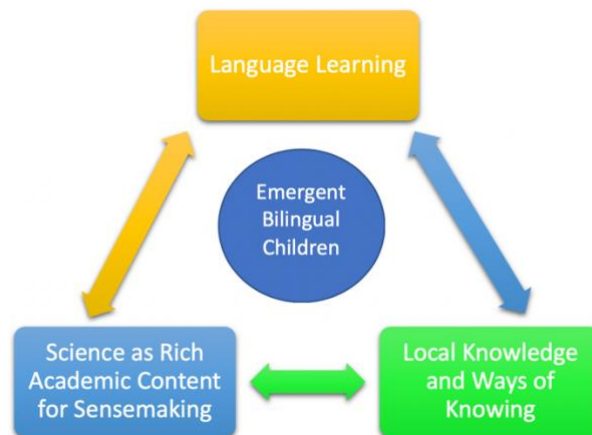 Language Learning
Emergent
Bilingual
Children
Science as Rich
Academic Content
for Sensemaking
Local Knowledge
and Ways of
Knowing